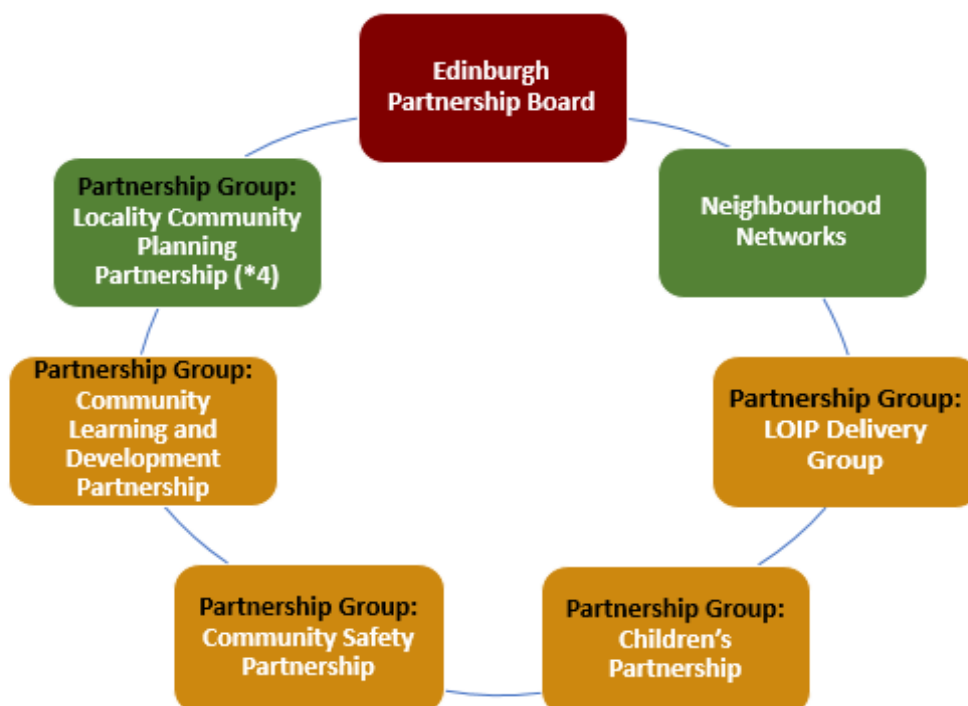 Edinburgh
Partnership Board
Neighbourhood
Networks
Partnership Group:
LOIP Delivery
Group
Partnership Group:
Children’s
Partnership
Partnership Group:
Community Safety
Partnership
Partnership Group:
Community
Learning and
Development
Partnership
Partnership Group:
Locality Community
Planning
Partnership (*4)